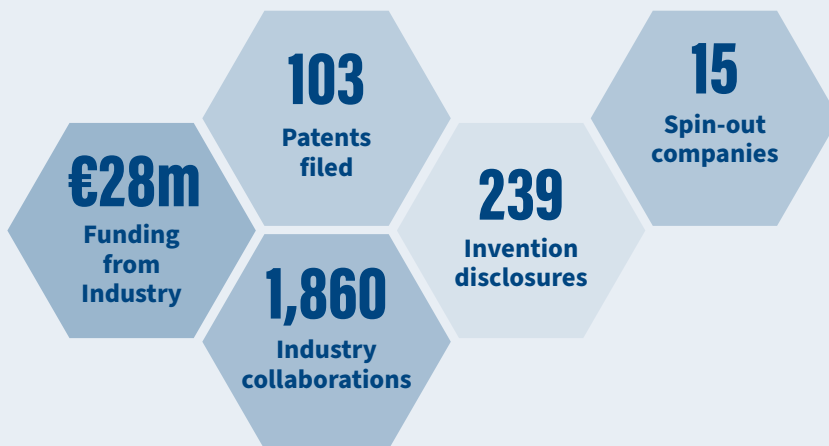 103
Patents
filed
15
Spin-out
companies
€28m
Funding
from
Industry
239
Invention
disclosures
1,860
Industry
collaborations